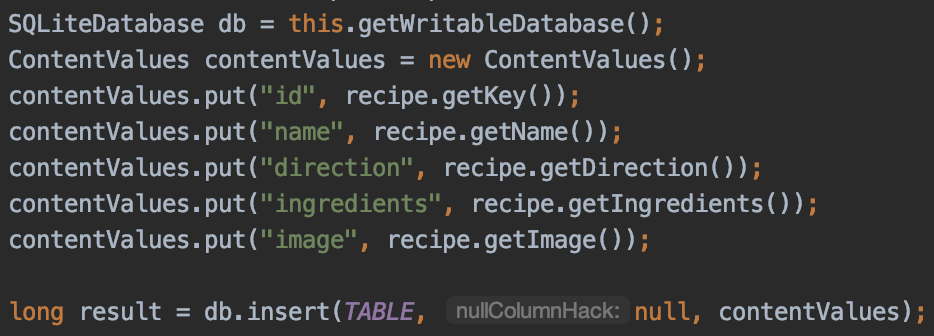 SQLiteDatabase db = this.getWritableDatabase();
ContentValues contentValues = new ContentValues();
contentValues.put("id", recipe.getKey());
contentValues.put("name", recipe.getName());
contentValues.put("direction", recipe.getDirection());
contentValues.put("ingredients", recipe.getIngredients());
contentValues.put("image", recipe.getImage());
long result = db.insert(TABLE, nullColumnHack: null, contentValues);